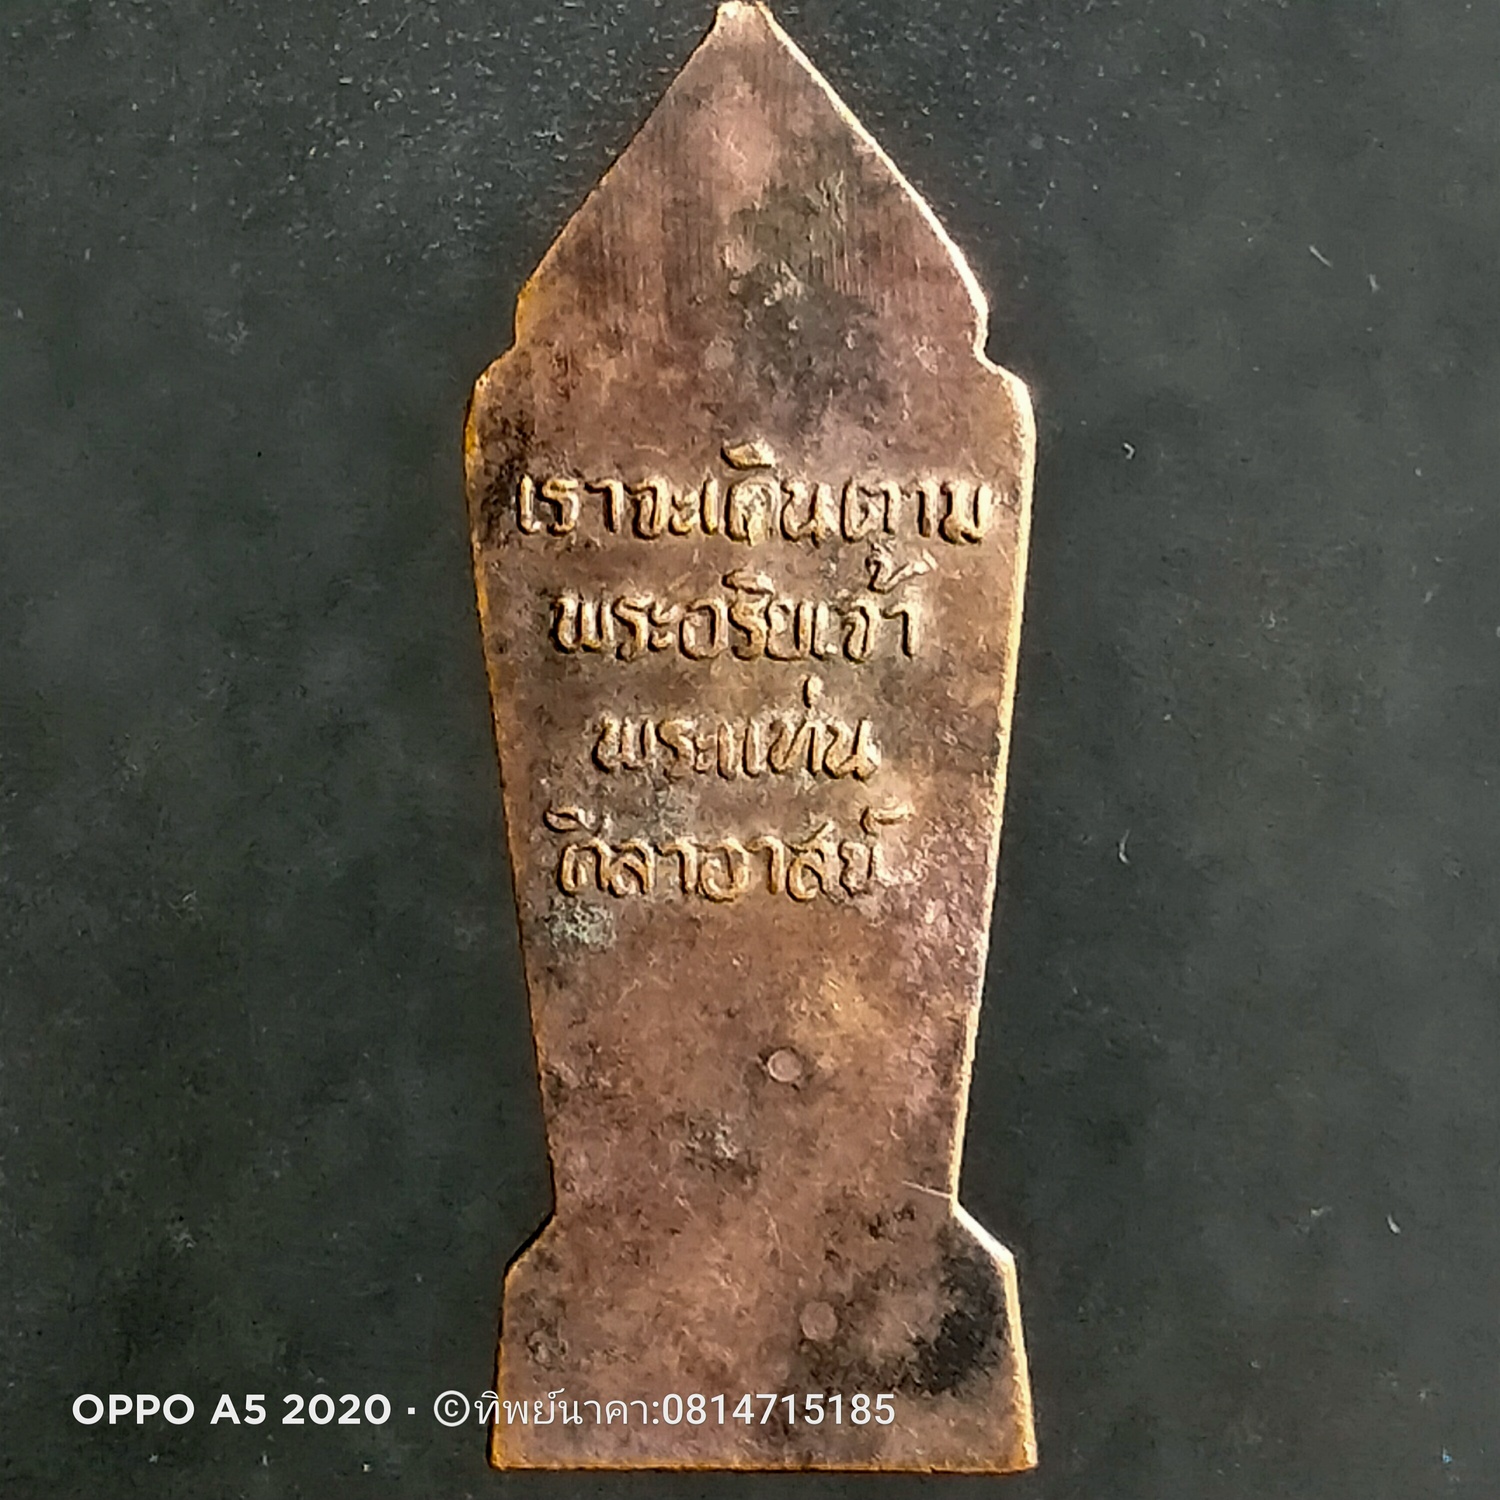 เราจะเดินตาม
พระอริยเจ้า
พระแท่น
ศิลาอาสน์
OPPO A5 2020 · ©ทิพย์นาคา:0814715185